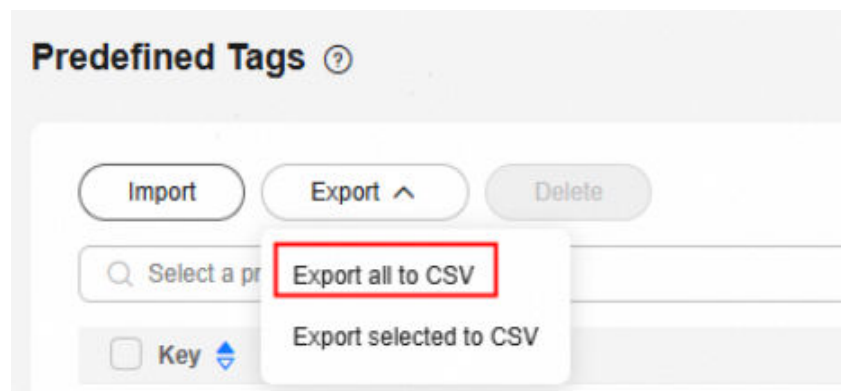 Predefined Tags
Import
Export
Delete
Select a pr
Export all to CSV
Export selected to CSV
Key